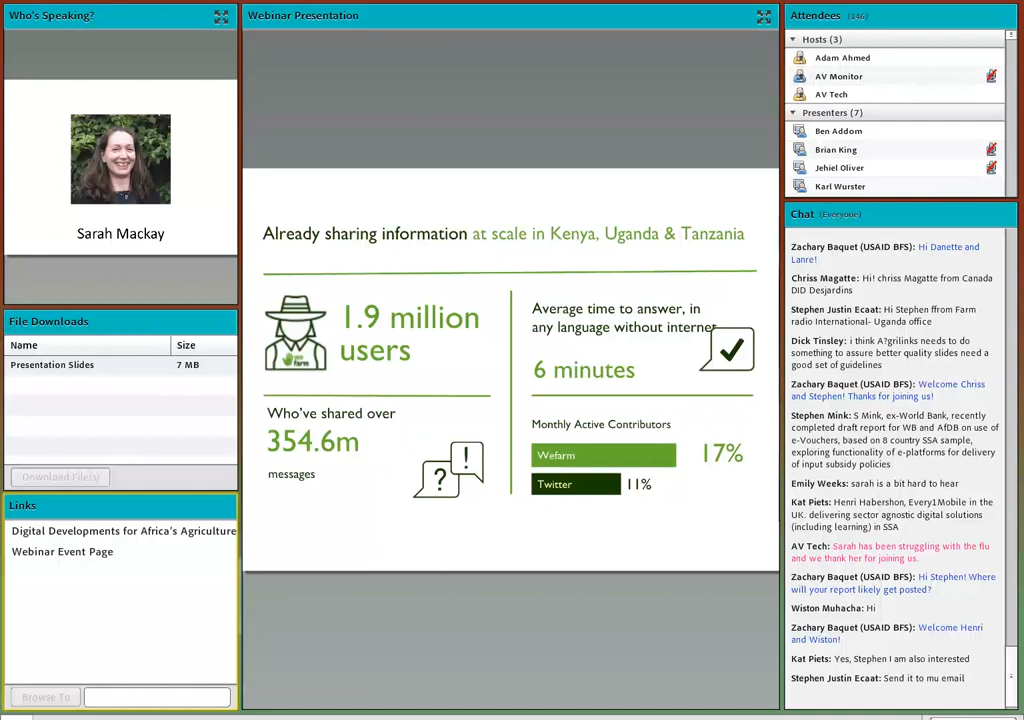 Who's Speaking?
Sarah Mackay
File Downloads
Name
Size
Presentation Slides
7 MB
Download File(s)
Links
Digital Developments for Africa's Agriculture
Webinar Event Page
Browse To
Webinar Presentation
Already sharing information at scale in Kenya, Uganda & Tanzania
we
farm
1.9 million
users
Who've shared over
354.6m
messages
?
!
Average time to answer, in
any language without internet
6 minutes
Monthly Active Contributors
Wefarm
17%
Twitter
11%
Attendees (146)
Hosts (3)
Adam Ahmed
AV Monitor
AV Tech
Presenters (7)
Ben Addom
Brian King
Jehiel Oliver
Karl Wurster
Chat (Everyone)
Zachary Baquet (USAID BFS): Hi Danette and
Lanre!
Chriss Magatte: Hi! chriss Magatte from Canada
DID Desjardins
Stephen Justin Ecaat: Hi Stephen ffrom Farm
radio International- Uganda office
Dick Tinsley: i think A?grilinks needs to do
something to assure better quality slides need a
good set of guidelines
Zachary Baquet (USAID BFS): Welcome Chriss
and Stephen! Thanks for joining us!
Stephen Mink: S Mink, ex-World Bank, recently
completed draft report for WB and AfDB on use of
e-Vouchers, based on 8 country SSA sample,
exploring functionality of e-platforms for delivery
of input subsidy policies
Emily Weeks: sarah is a bit hard to hear
Kat Piets: Henri Habershon, Every1Mobile in the
UK. delivering sector agnostic digital solutions
(including learning) in SSA
AV Tech: Sarah has been struggling with the flu
and we thank her for joining us.
Zachary Baquet (USAID BFS): Hi Stephen! Where
will your report likely get posted?
Wiston Muhacha: Hi
Zachary Baquet (USAID BFS): Welcome Henri
and Wiston!
Kat Piets: Yes, Stephen I am also interested
Stephen Justin Ecaat: Send it to mu email